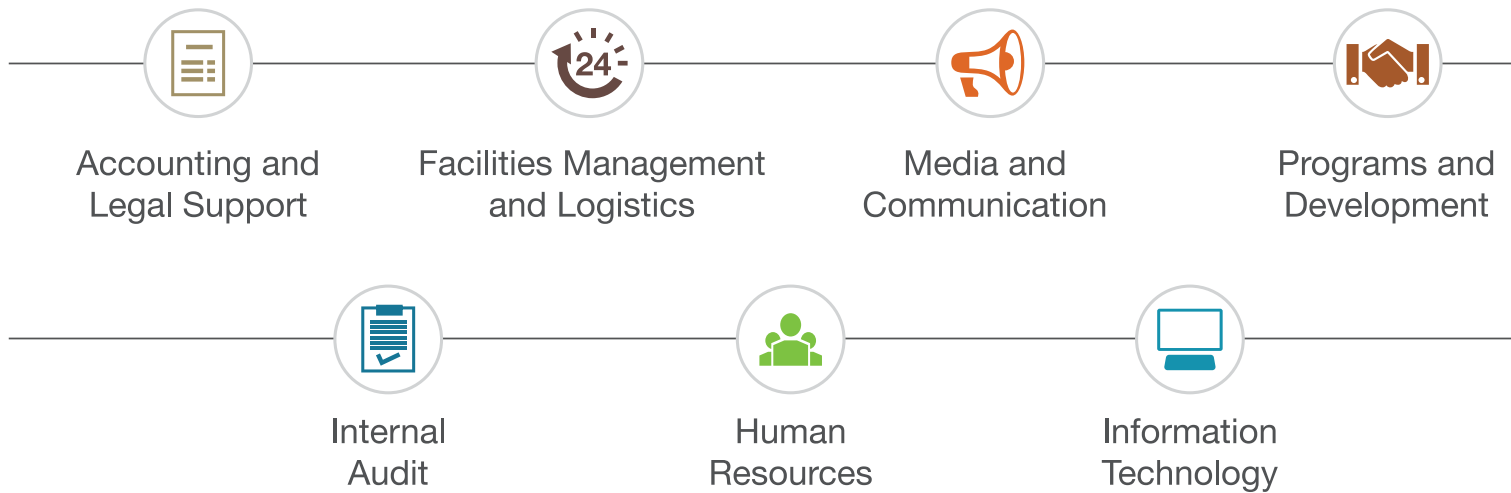 24
Accounting and
Legal Support
Facilities Management
and Logistics
Media and
Communication
Programs and
Development
Internal
Audit
Human
Resources
Information
Technology